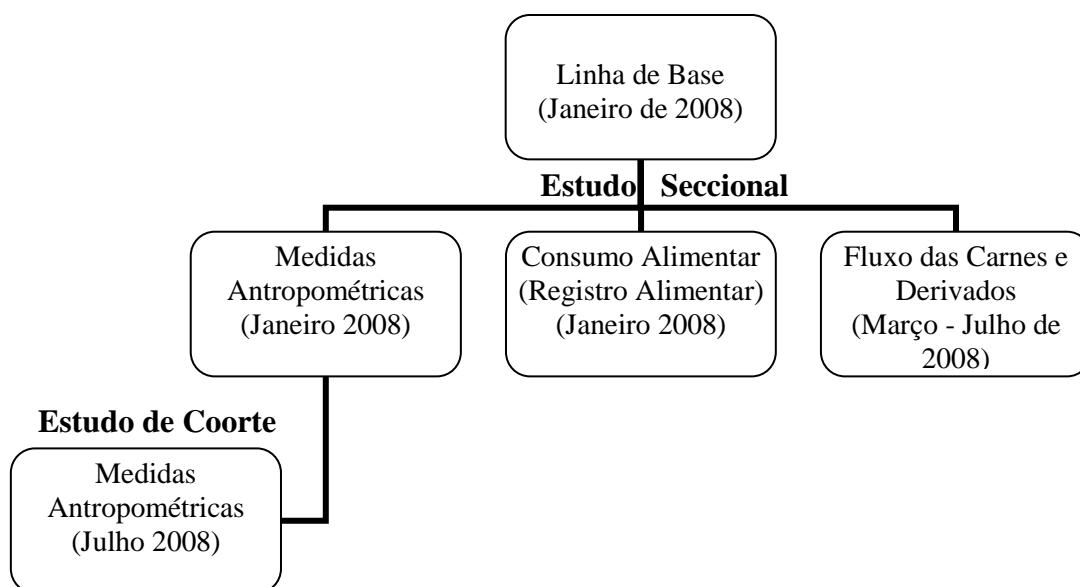 Linha de Base
(Janeiro de 2008)
Estudo Seccional
Medidas
Antropométricas
(Janeiro 2008)
Consumo Alimentar
(Registro Alimentar)
(Janeiro 2008)
Fluxo das Carnes e
Derivados
(Março - Julho de
2008)
Estudo de Coorte
Medidas
Antropométricas
(Julho 2008)